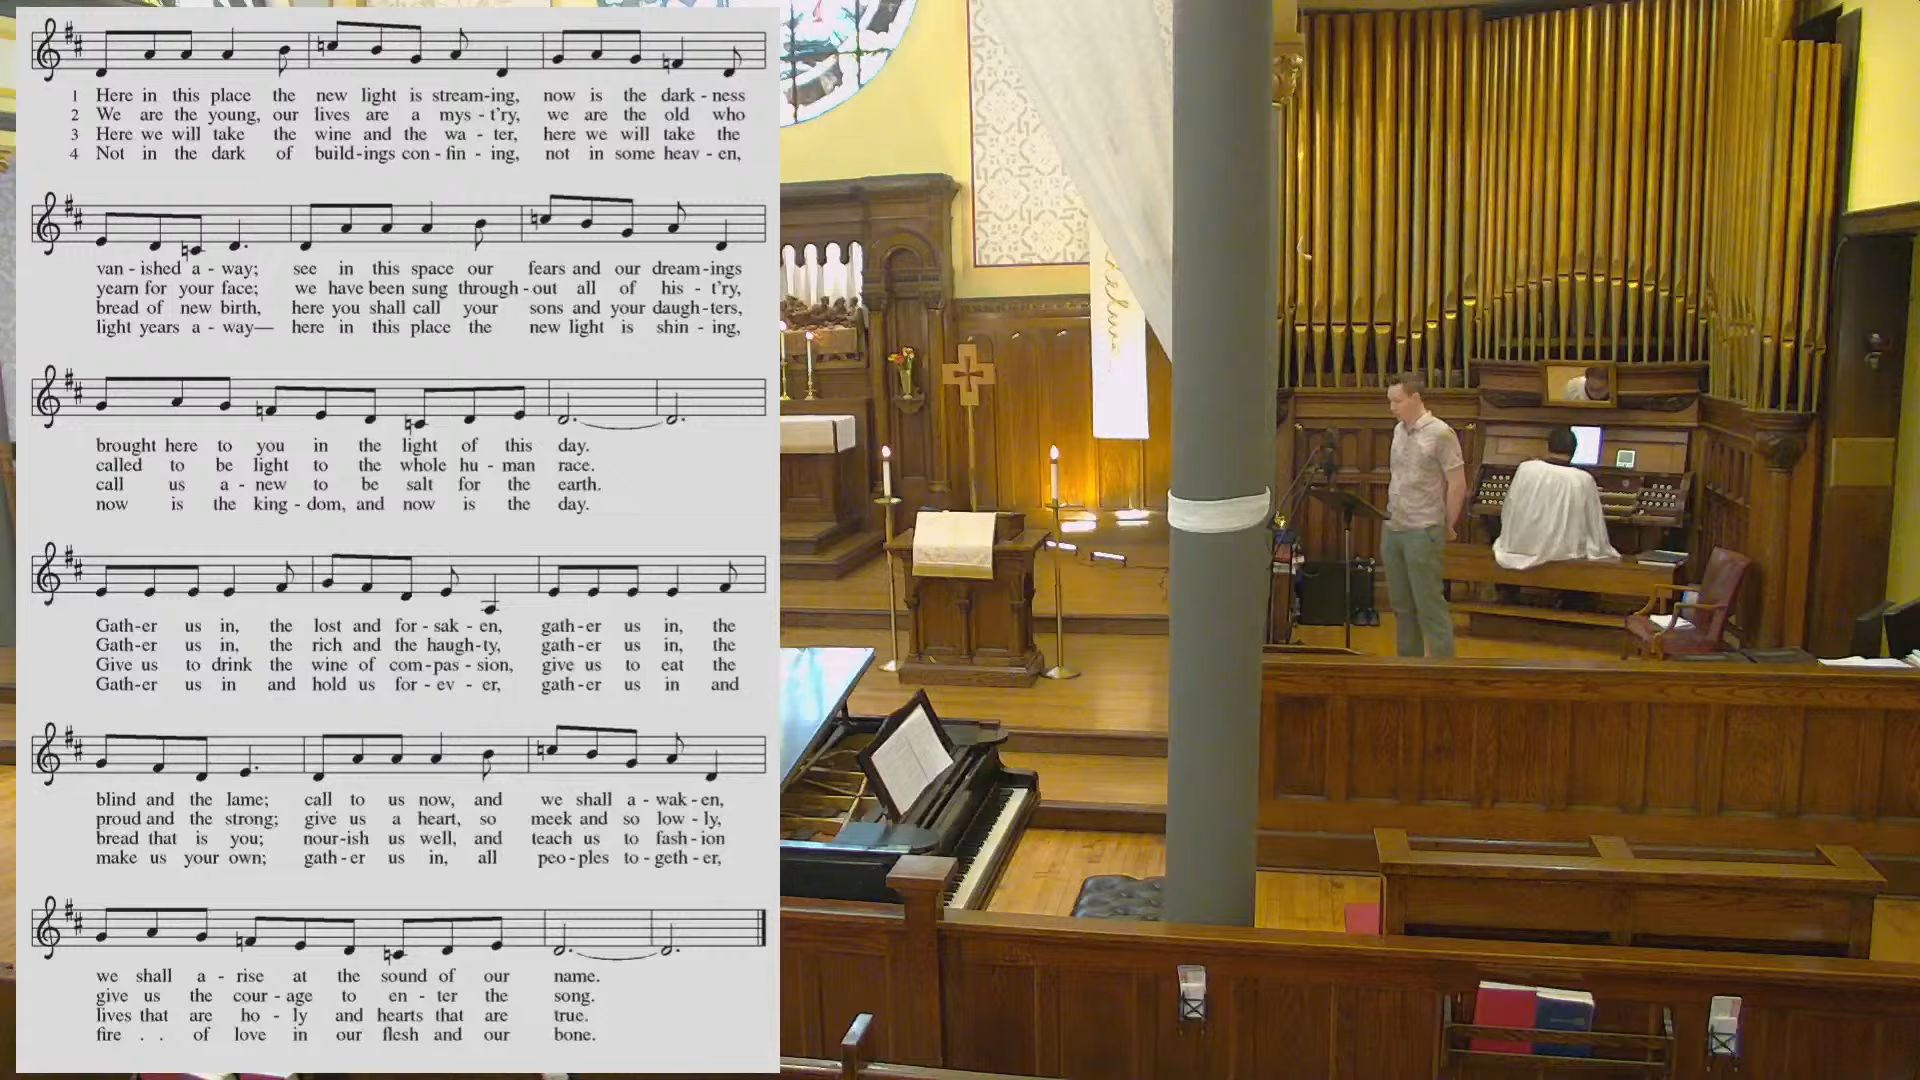 1 Here in this place the new light is stream-ing, now is the dark - ness
2 We are the young, our lives are a mys - t'ry, we are the old who
3 Here we will take the wine and the wa - ter, here we will take the
4 Not in the dark of build-ings con - fin - ing, not in some heav - en,
van - ished a - way; see in this space our fears and our dream-ings
yearn for your face; we have been sung through - out all of his - t'ry,
bread of new birth, here you shall call your sons and your daugh-ters,
light years a - way— here in this place the new light is shin - ing,
brought here to you in the light of this day.
called to be light to the whole hu - man race.
call us a - new to be salt for the earth.
now is the king - dom, and now is the day.
Gath-er us in, the lost and for - sak - en, gath-er us in, the
Gath-er us in, the rich and the haugh-ty, gath-er us in, the
Give us to drink the wine of com-pas - sion, give us to eat the
Gath-er us in and hold us for - ev - er, gath-er us in and
blind and the lame; call to us now, and we shall a - wak - en,
proud and the strong; give us a heart, so meek and so low - ly,
bread that is you; nour-ish us well, and teach us to fash - ion
make us your own; gath - er us in, all peo - ples to - geth - er,
we shall a - rise at the sound of our name.
give us the cour - age to en - ter the song.
lives that are ho - ly and hearts that are true.
fire . . of love in our flesh and our bone.